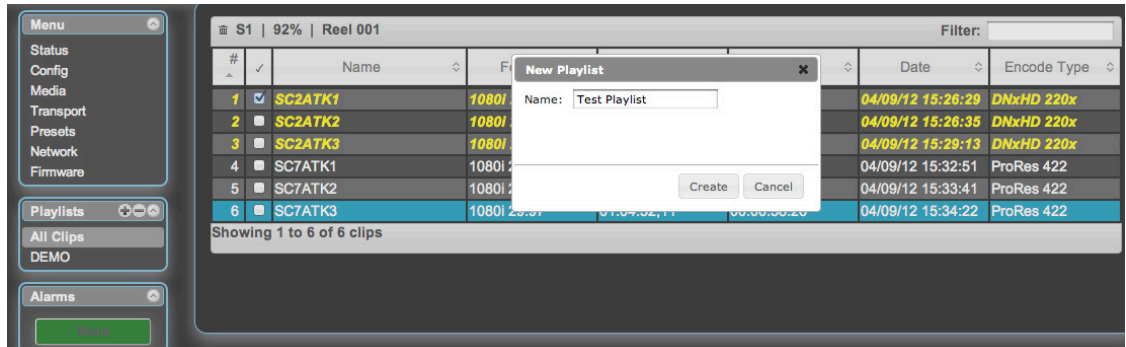 Menu
Status
Config
Media
Transport
Presets
Network
Firmware
Playlists
All Clips
DEMO
Alarms
S1 | 92% | Reel 001
Filter:
# ✓ Name Date Encode Type
1 SC2ATK1 1080i 04/09/12 15:26:29 DNxHD 220x
2 SC2ATK2 1080i 04/09/12 15:26:35 DNxHD 220x
3 SC2ATK3 1080i 04/09/12 15:29:13 DNxHD 220x
4 SC7ATK1 1080i 04/09/12 15:32:51 ProRes 422
5 SC7ATK2 1080i 04/09/12 15:33:41 ProRes 422
6 SC7ATK3 1080i 29.97 04/09/12 15:34:22 ProRes 422
Showing 1 to 6 of 6 clips
New Playlist
Name: Test Playlist
Create Cancel